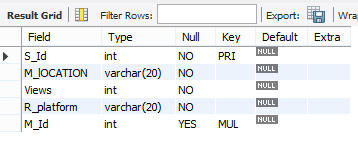 Result Grid Filter Rows: Export: Wrap
Field Type Null Key Default Extra
S_Id int NO PRI NULL
M_lOCATION varchar(20) NO NULL
Views int NO NULL
R_platform varchar(20) NO NULL
M_Id int YES MUL NULL